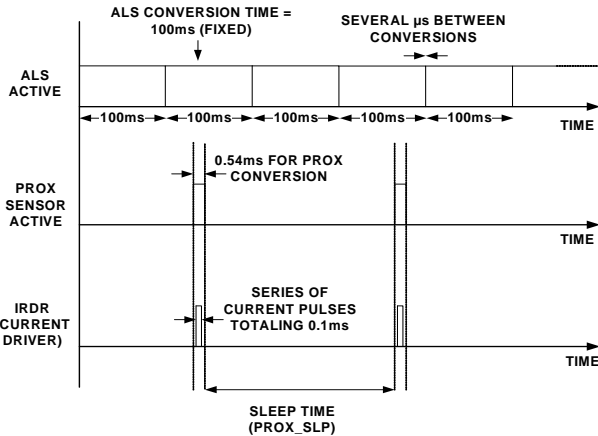 ALS CONVERSION TIME =
100ms (FIXED)
SEVERAL µs BETWEEN
CONVERSIONS
ALS
ACTIVE
100ms
100ms
100ms
100ms
100ms
TIME
0.54ms FOR PROX
CONVERSION
PROX
SENSOR
ACTIVE
TIME
SERIES OF
CURRENT PULSES
TOTALING 0.1ms
IRDR
CURRENT
DRIVER)
TIME
SLEEP TIME
(PROX_SLP)